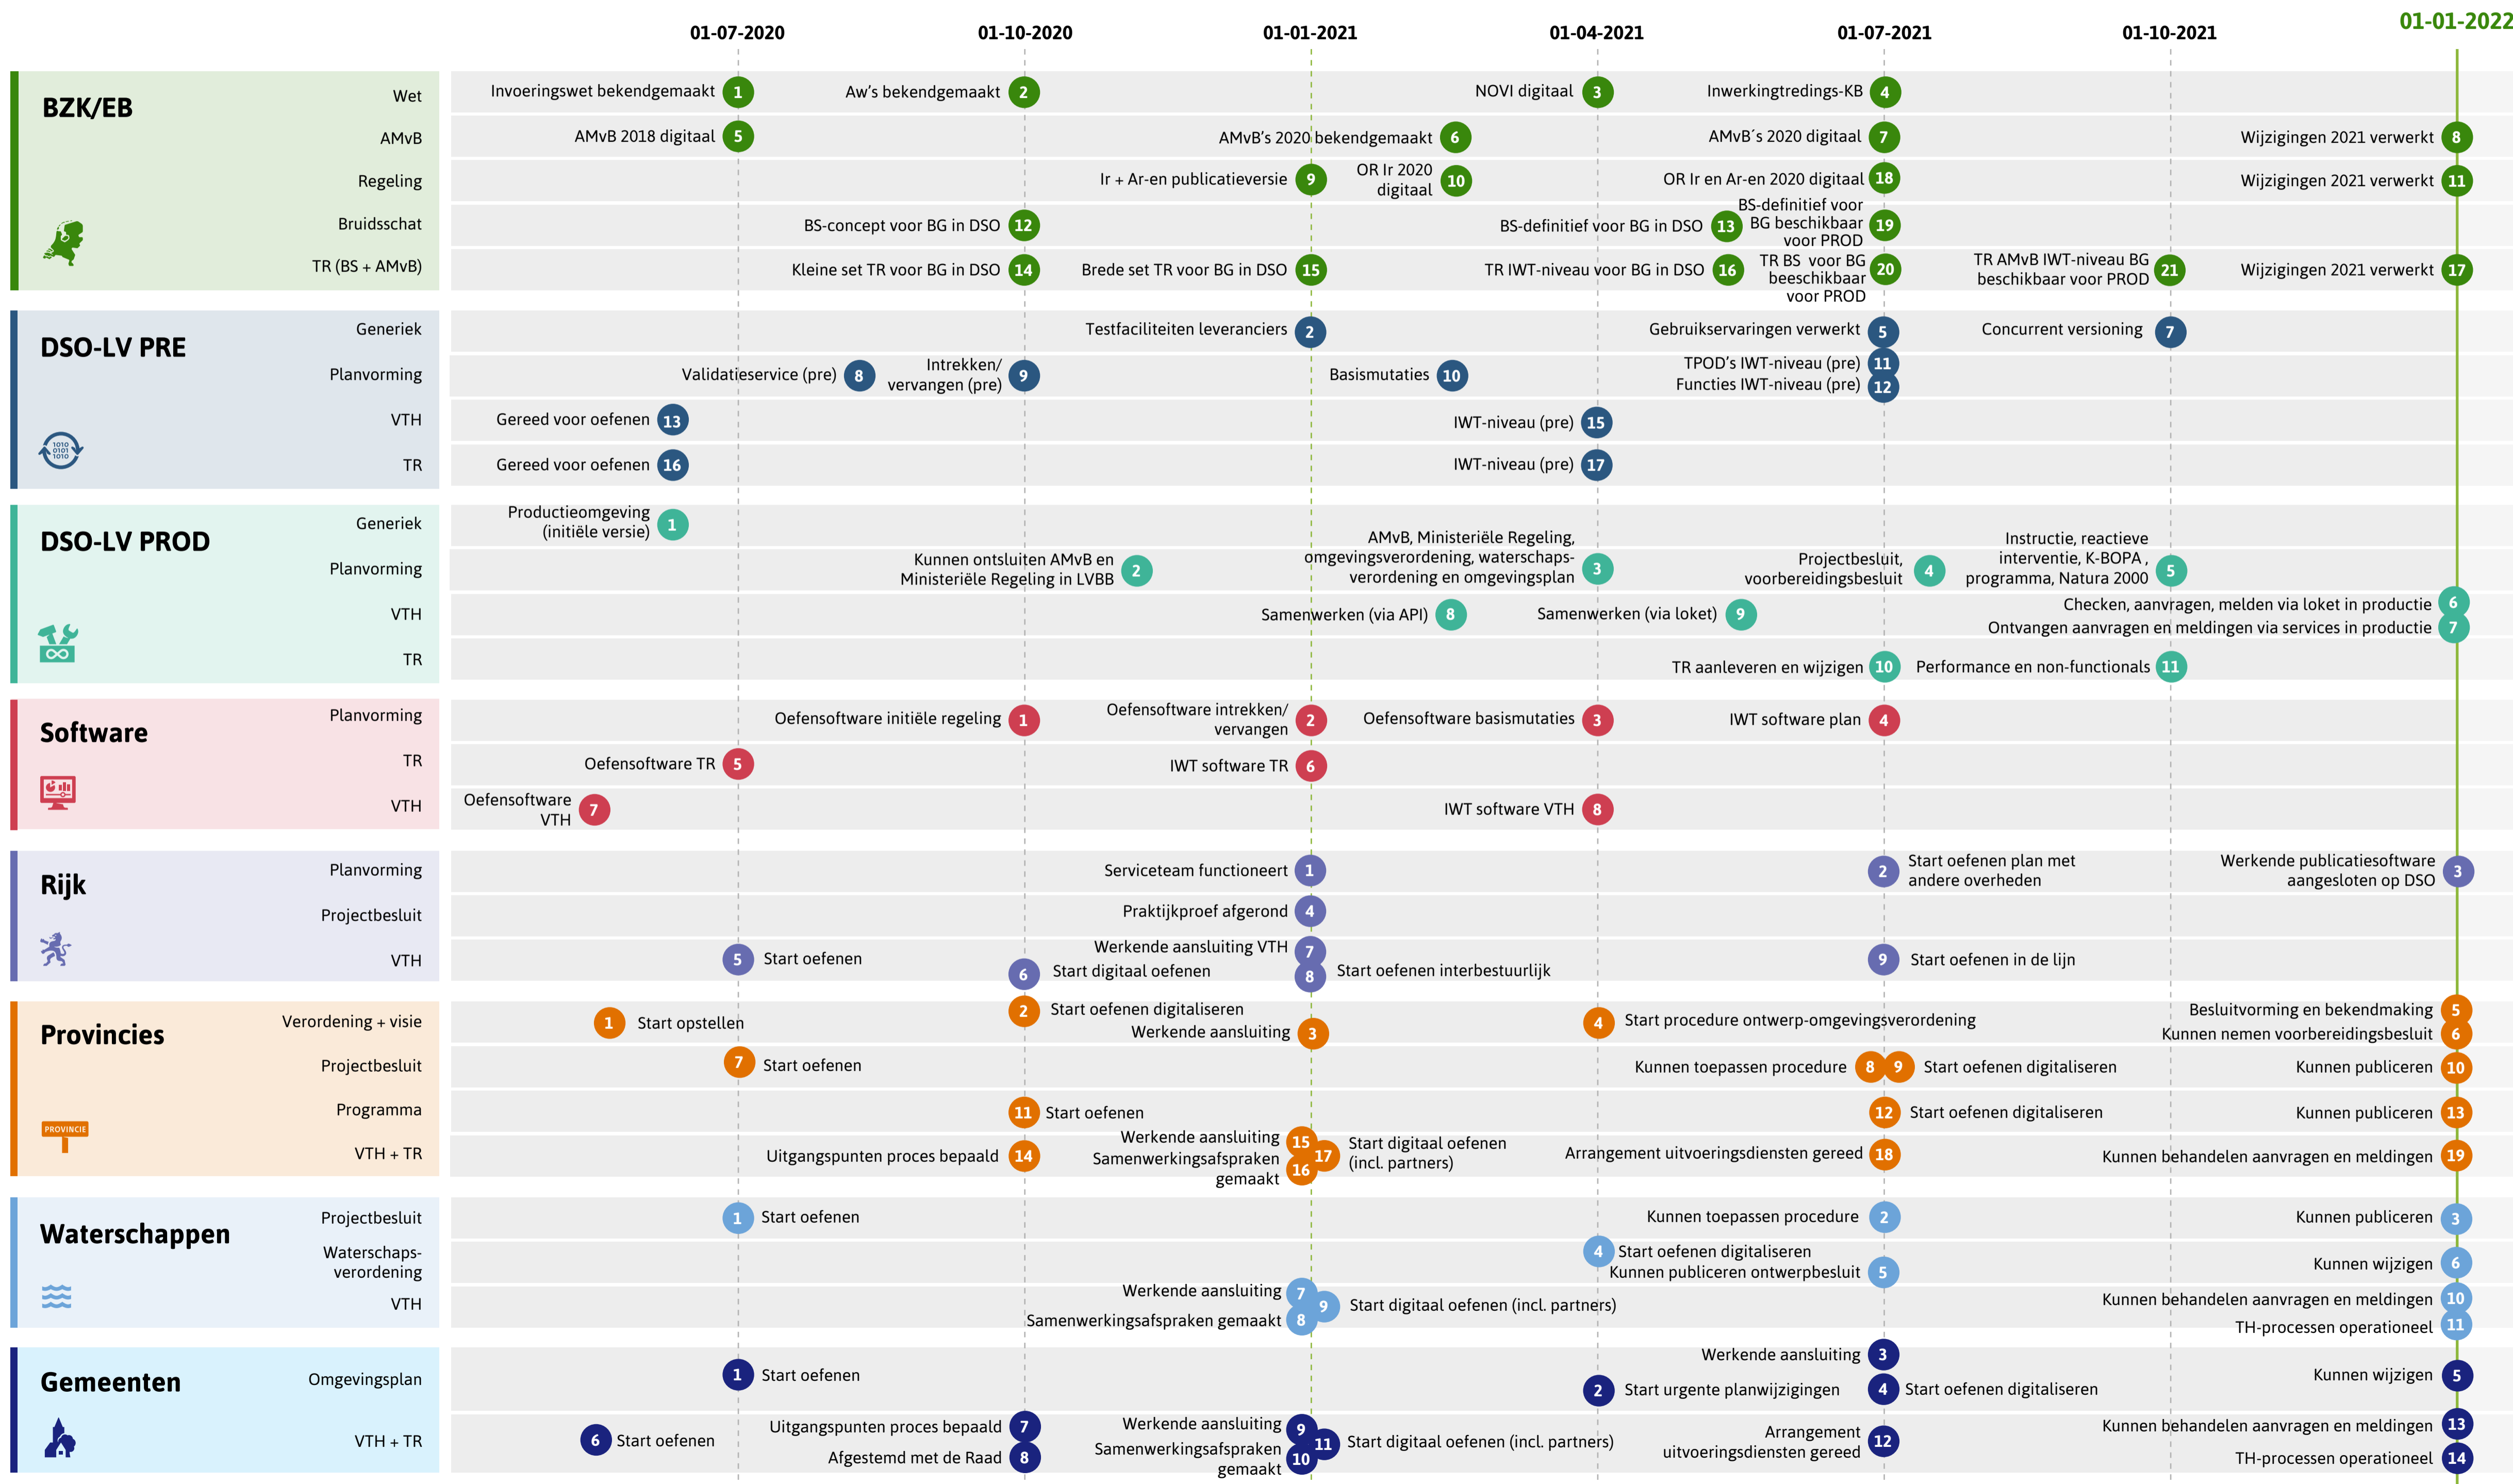 01-07-2020
01-10-2020
01-01-2021
01-04-2021
01-07-2021
01-10-2021
01-01-2022
BZK/EB
Wet
Invoeringswet bekendgemaakt 1
Aw's bekendgemaakt 2
NOVI digitaal 3
Inwerkingtredings-KB 4
AMvB
AMvB 2018 digitaal 5
AMvB's 2020 bekendgemaakt 6
AMvB´s 2020 digitaal 7
Wijzigingen 2021 verwerkt 8
Regeling
Ir + Ar-en publicatieversie 9
OR Ir 2020
digitaal 10
OR Ir en Ar-en 2020 digitaal 18
Wijzigingen 2021 verwerkt 11
Bruidsschat
BS-concept voor BG in DSO 12
BS-definitief voor BG in DSO 13
BS-definitief voor
BG beschikbaar 19
voor PROD
TR (BS + AMvB)
Kleine set TR voor BG in DSO 14
Brede set TR voor BG in DSO 15
TR IWT-niveau voor BG in DSO 16
TR BS voor BG
beeschikbaar 20
voor PROD
TR AMvB IWT-niveau BG
beschikbaar voor PROD 21
Wijzigingen 2021 verwerkt 17
DSO-LV PRE
1010
0101
1010
Generiek
Testfaciliteiten leveranciers 2
Gebruikservaringen verwerkt 5
Concurrent versioning 7
Planvorming
Validatieservice (pre) 8
Intrekken/
vervangen (pre) 9
Basismutaties 10
TPOD's IWT-niveau (pre) 11
Functies IWT-niveau (pre) 12
VTH
Gereed voor oefenen 13
IWT-niveau (pre) 15
TR
Gereed voor oefenen 16
IWT-niveau (pre) 17
DSO-LV PROD
Generiek
Productieomgeving
(initiële versie) 1
Planvorming
Kunnen ontsluiten AMvB en
Ministeriële Regeling in LVBB 2
AMvB, Ministeriële Regeling,
omgevingsverordening, waterschaps-
verordening en omgevingsplan 3
Projectbesluit,
voorbereidingsbesluit 4
Instructie, reactieve
interventie, K-BOPA ,
programma, Natura 2000 5
VTH
Samenwerken (via API) 8
Samenwerken (via loket) 9
Checken, aanvragen, melden via loket in productie 6
Ontvangen aanvragen en meldingen via services in productie 7
TR
TR aanleveren en wijzigen 10
Performance en non-functionals 11
Software
Planvorming
Oefensoftware initiële regeling 1
Oefensoftware intrekken/
vervangen 2
Oefensoftware basismutaties 3
IWT software plan 4
TR
Oefensoftware TR 5
IWT software TR 6
VTH
Oefensoftware
VTH 7
IWT software VTH 8
Rijk
Planvorming
Serviceteam functioneert 1
2 Start oefenen plan met
andere overheden
Werkende publicatiesoftware
aangesloten op DSO 3
Projectbesluit
Praktijkproef afgerond 4
VTH
5 Start oefenen
6 Start digitaal oefenen
Werkende aansluiting VTH 7
8 Start oefenen interbestuurlijk
9 Start oefenen in de lijn
Provincies
PROVINCIE
Verordening + visie
1 Start opstellen
2 Start oefenen digitaliseren
Werkende aansluiting 3
4 Start procedure ontwerp-omgevingsverordening
Besluitvorming en bekendmaking 5
Kunnen nemen voorbereidingsbesluit 6
Projectbesluit
7 Start oefenen
Kunnen toepassen procedure 8
9 Start oefenen digitaliseren
Kunnen publiceren 10
Programma
11 Start oefenen
12 Start oefenen digitaliseren
Kunnen publiceren 13
VTH + TR
Uitgangspunten proces bepaald 14
Werkende aansluiting 15
Samenwerkingsafspraken
gemaakt 16
17 Start digitaal oefenen
(incl. partners)
Arrangement uitvoeringsdiensten gereed 18
Kunnen behandelen aanvragen en meldingen 19
Waterschappen
Projectbesluit
1 Start oefenen
Kunnen toepassen procedure 2
Kunnen publiceren 3
Waterschaps-
verordening
4 Start oefenen digitaliseren
Kunnen publiceren ontwerpbesluit 5
Kunnen wijzigen 6
VTH
Werkende aansluiting 7
Samenwerkingsafspraken gemaakt 8
9 Start digitaal oefenen (incl. partners)
Kunnen behandelen aanvragen en meldingen 10
TH-processen operationeel 11
Gemeenten
Omgevingsplan
1 Start oefenen
2 Start urgente planwijzigingen
Werkende aansluiting 3
4 Start oefenen digitaliseren
Kunnen wijzigen 5
VTH + TR
6 Start oefenen
Uitgangspunten proces bepaald 7
Afgestemd met de Raad 8
Werkende aansluiting 9
Samenwerkingsafspraken
gemaakt 10
11 Start digitaal oefenen (incl. partners)
Arrangement
uitvoeringsdiensten gereed 12
Kunnen behandelen aanvragen en meldingen 13
TH-processen operationeel 14